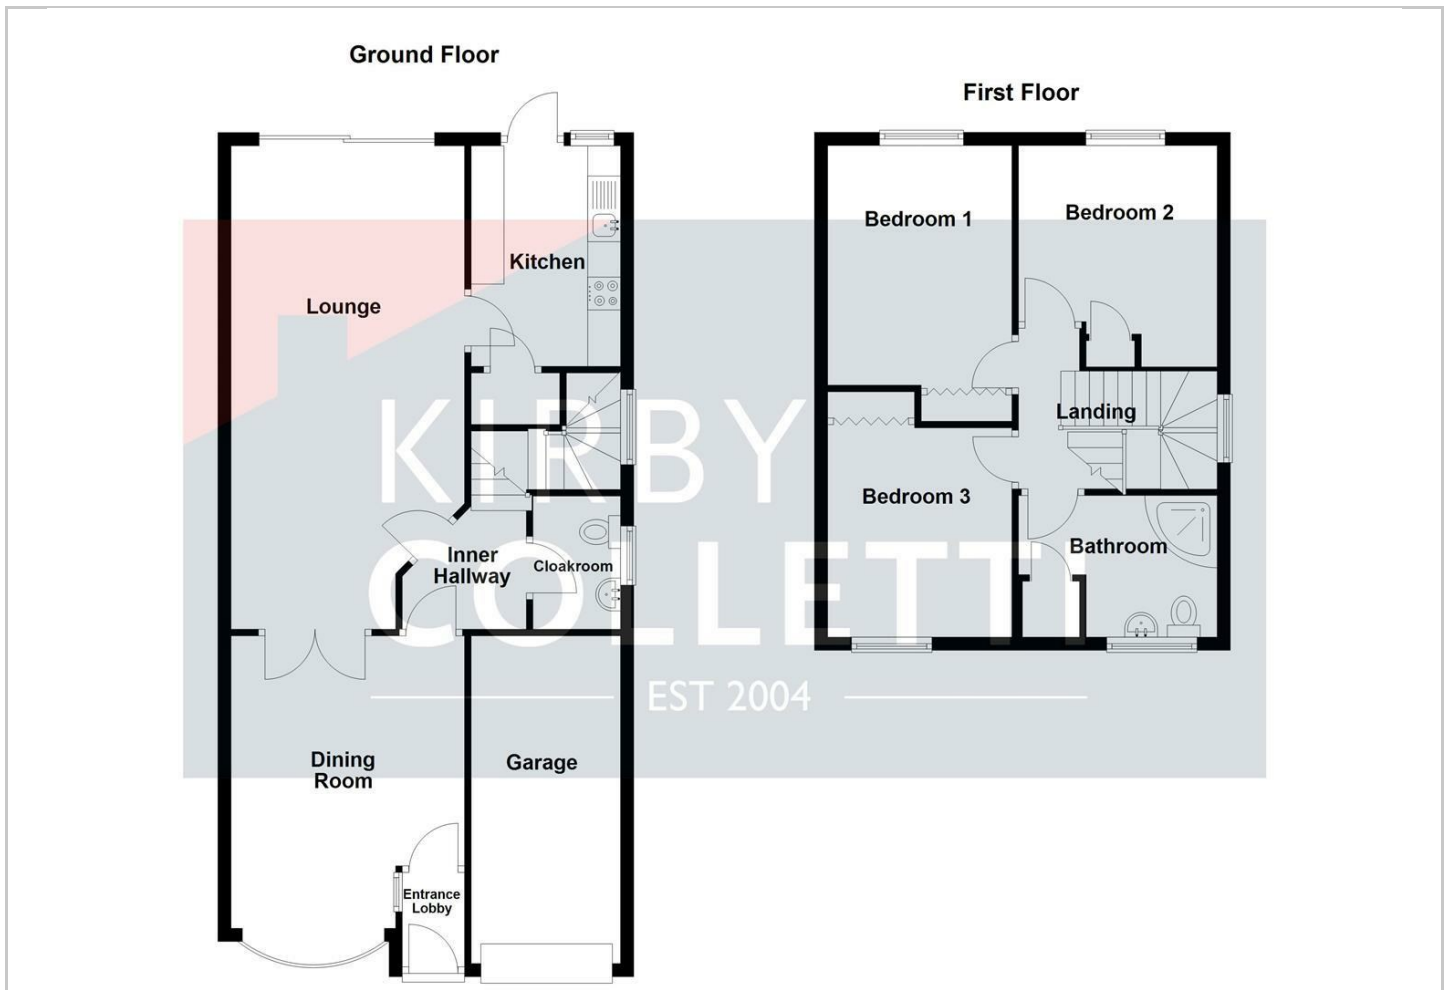 Ground Floor
First Floor
Bedroom 1
Bedroom 2
Kitchen
Lounge
KIRBY
Landing
Bedroom 3
Inner
Hallway
Cloakroom
Bathroom
COLLETT
EST 2004
Dining
Room
Garage
Entrance
Lobby